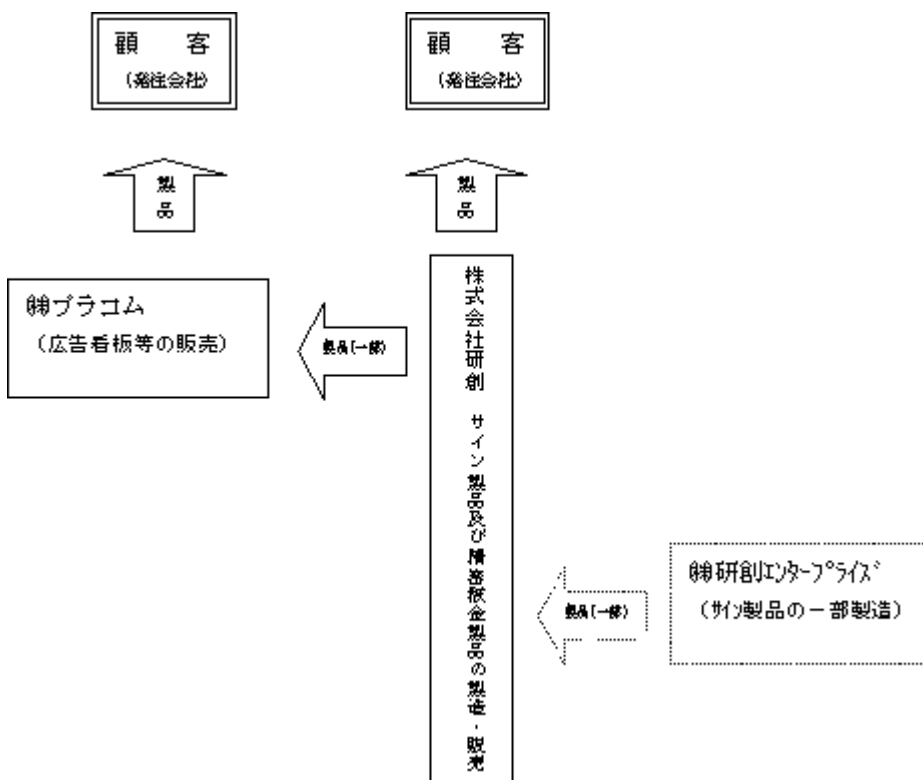 顧　客
(発注会社)
顧　客
(発注会社)
製品
製品
㈱プラコム
(広告看板等の販売)
製品(一部)
株式会社研創　サイン製品及び精密板金製品の製造・販売
製品(一部)
㈱研創ｴﾝﾀｰﾌﾟﾗｲｽﾞ
(ｻｲﾝ製品の一部製造)